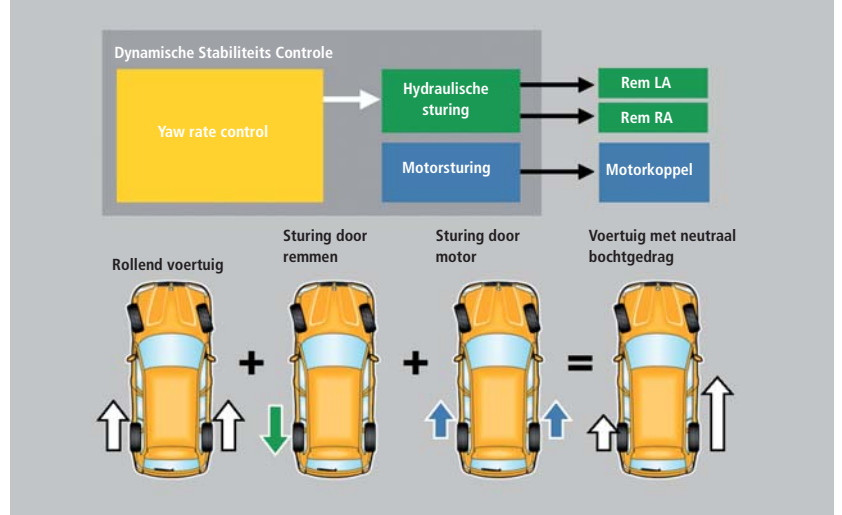 Dynamische Stabiliteits Controle
Yaw rate control
Hydraulische
sturing
Motorsturing
Rem LA
Rem RA
Motorkoppel
Rollend voertuig
Sturing door
remmen
Sturing door
motor
Voertuig met neutraal
bochtgedrag
+
+
=